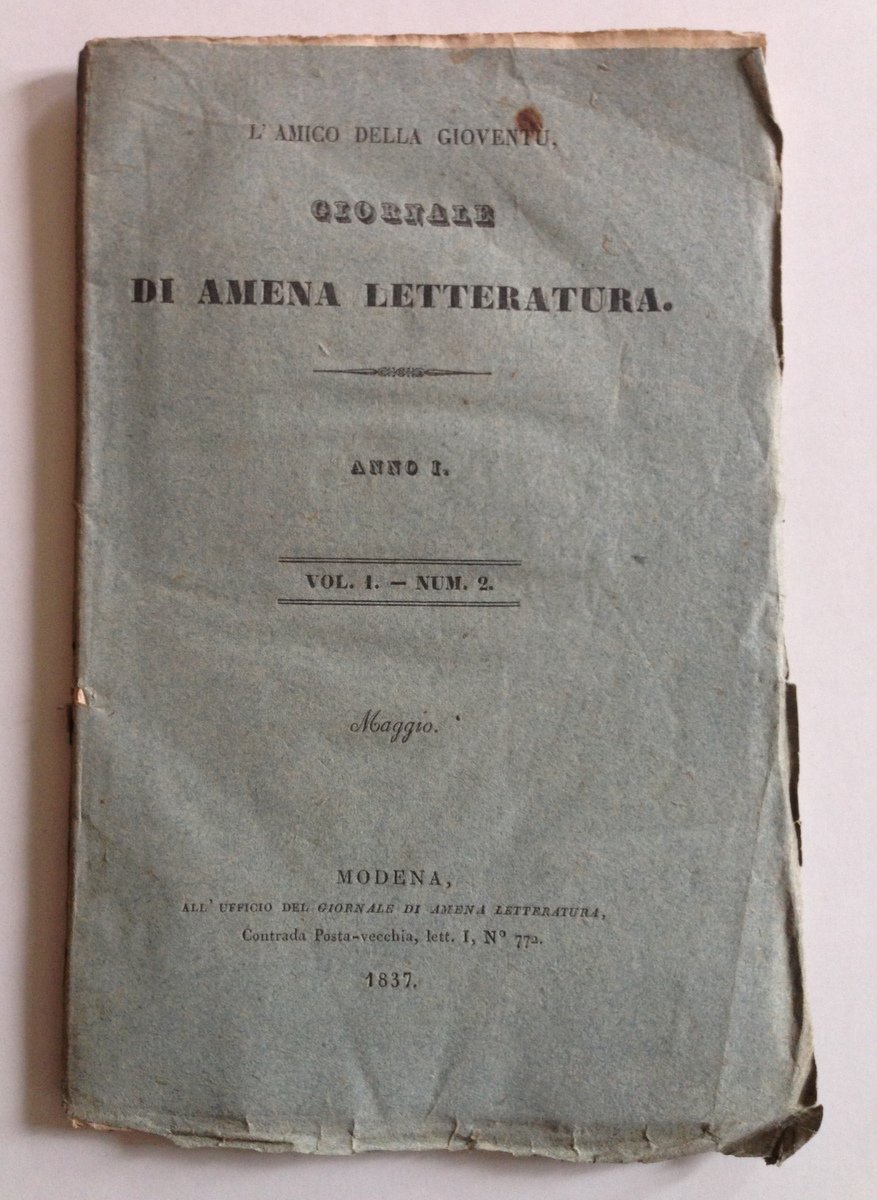 L' AMICO DELLA GIOVENTU,
GIORNALE
DI AMENA LETTERATURA.
ANNO I.
VOL. 1. — NUM. 2.
Maggio.
MODENA,
ALL' UFFICIO DEL GIORNALE DI AMENA LETTERATURA,
Contrada Posta-vecchia, lett. I, Nº 772.
1837.